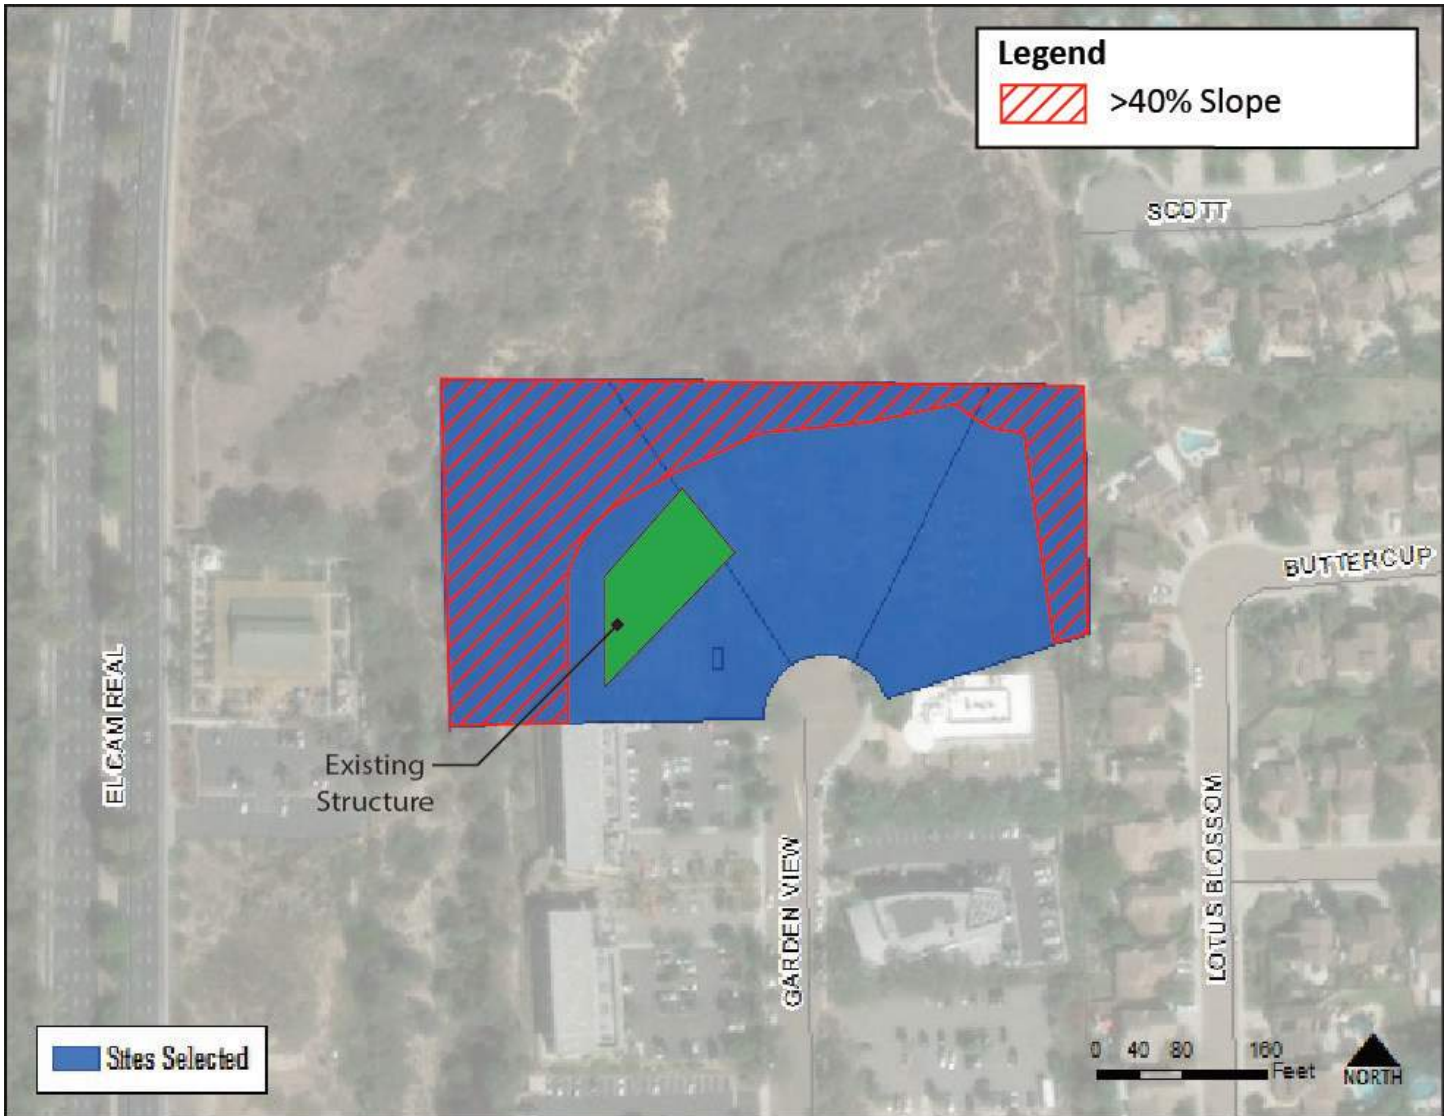 Legend
>40% Slope
SCOTT
BUTTERCUP
EL CAM REAL
Existing
Structure
GARDEN VIEW
LOTUS BLOSSOM
Sites Selected
0 40 80 160
Feet
NORTH